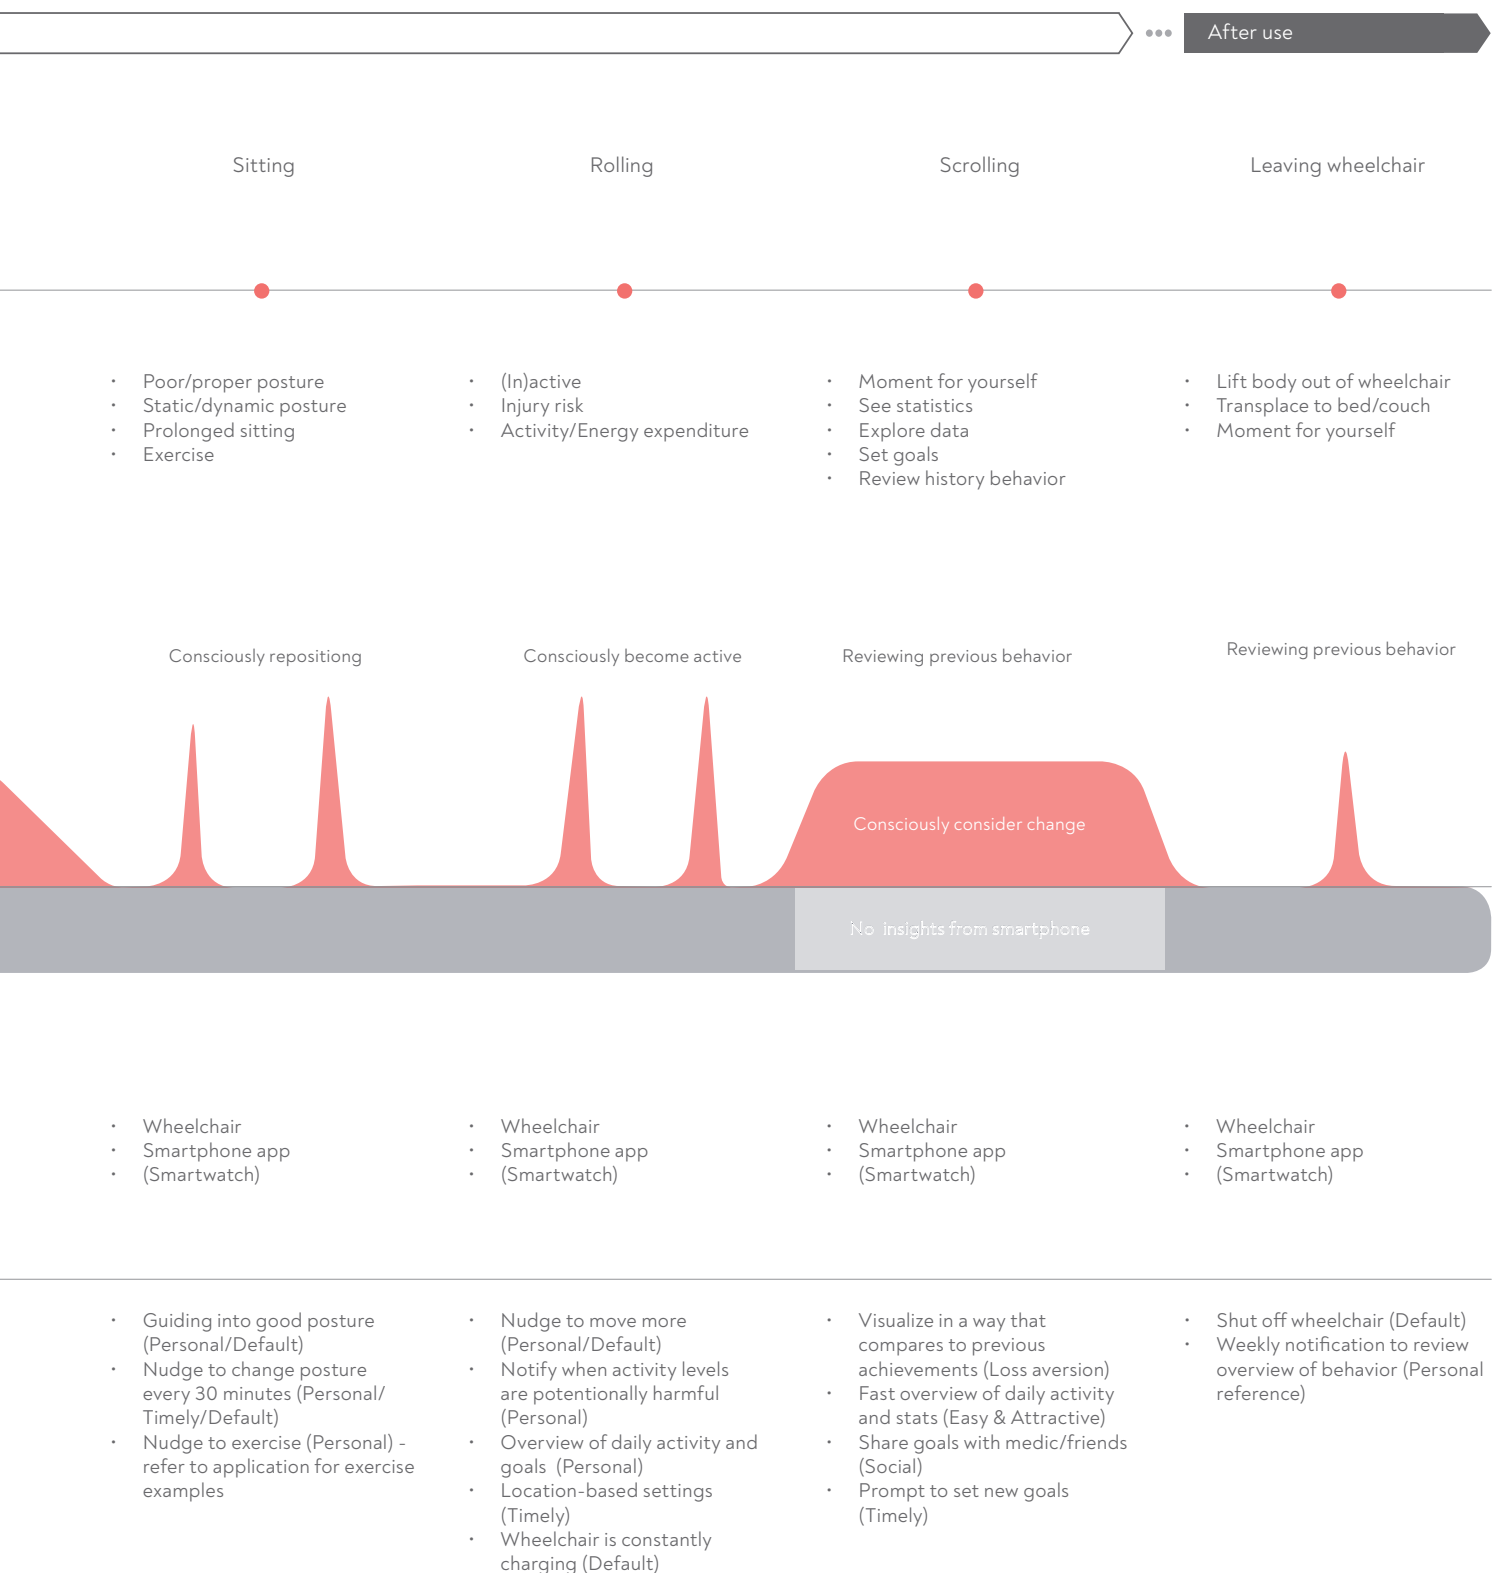 After use
Sitting
Rolling
Scrolling
Leaving wheelchair
• Poor/proper posture
• Static/dynamic posture
• Prolonged sitting
• Exercise
• (In)active
• Injury risk
• Activity/Energy expenditure
• Moment for yourself
• See statistics
• Explore data
• Set goals
• Review history behavior
• Lift body out of wheelchair
• Transplace to bed/couch
• Moment for yourself
Consciously repositiong
Consciously become active
Reviewing previous behavior
Reviewing previous behavior
Consciously consider change
No insights from smartphone
• Wheelchair
• Smartphone app
• (Smartwatch)
• Wheelchair
• Smartphone app
• (Smartwatch)
• Wheelchair
• Smartphone app
• (Smartwatch)
• Wheelchair
• Smartphone app
• (Smartwatch)
• Guiding into good posture
(Personal/Default)
• Nudge to change posture
every 30 minutes (Personal/
Timely/Default)
• Nudge to exercise (Personal) -
refer to application for exercise
examples
• Nudge to move more
(Personal/Default)
• Notify when activity levels
are potentially harmful
(Personal)
• Overview of daily activity and
goals (Personal)
• Location-based settings
(Timely)
• Wheelchair is constantly
charging (Default)
• Visualize in a way that
compares to previous
achievements (Loss aversion)
• Fast overview of daily activity
and stats (Easy & Attractive)
• Share goals with medic/friends
(Social)
• Prompt to set new goals
(Timely)
• Shut off wheelchair (Default)
• Weekly notification to review
overview of behavior (Personal
reference)